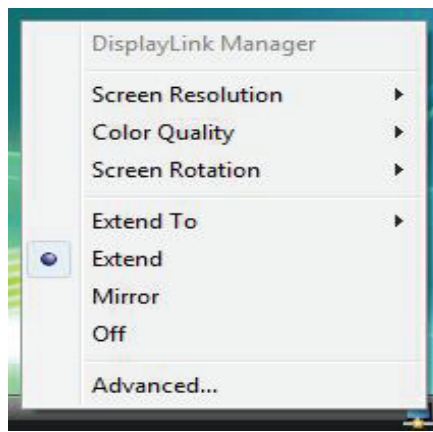 DisplayLink Manager
Screen Resolution
Color Quality
Screen Rotation
Extend To
Extend
Mirror
Off
Advanced...